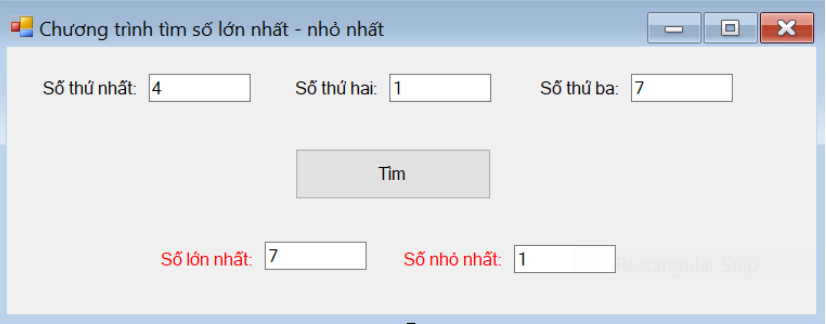 Chương trình tìm số lớn nhất - nhỏ nhất
Số thứ nhất: 4 Số thứ hai: 1 Số thứ ba: 7
Tìm
Số lớn nhất: 7 Số nhỏ nhất: 1
Rectangular Snip